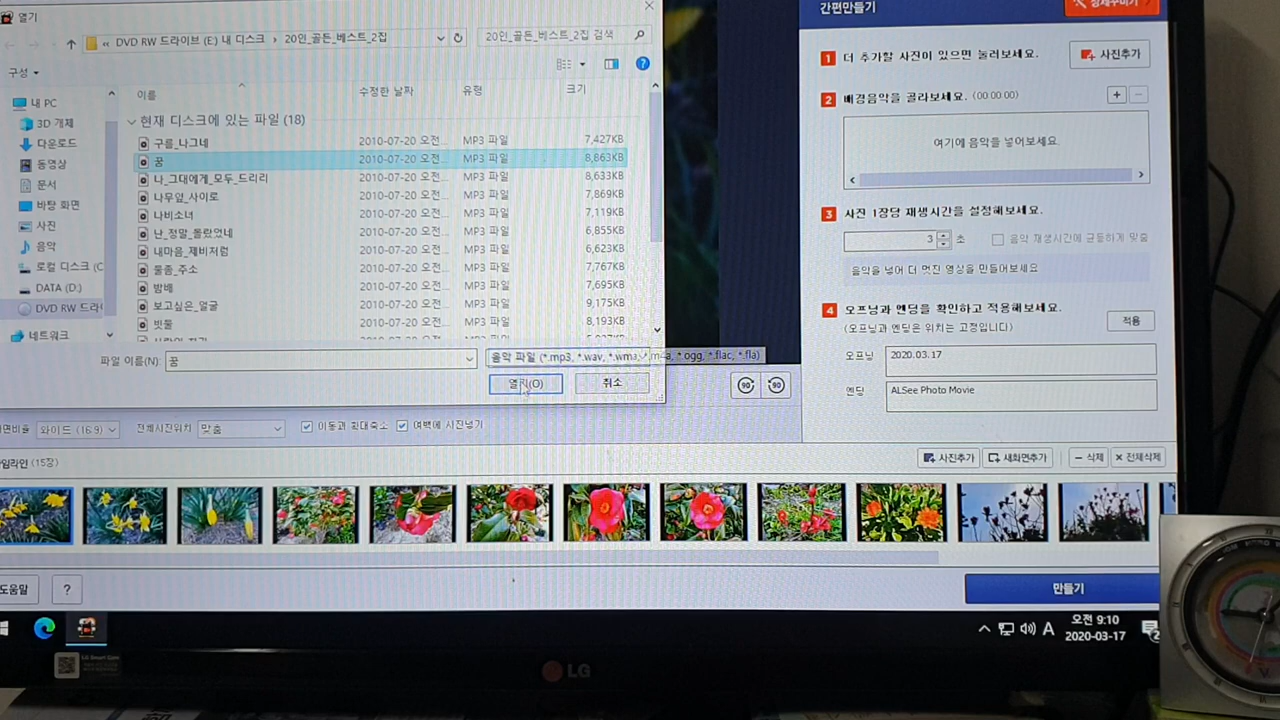 열기
« DVD RW 드라이브 (E:) 내 디스크 › 20인_골든_베스트_2집
20인_골든_베스트_2집 검색
구성
이름 수정한 날짜 유형 크기
내 PC
3D 개체
다운로드
동영상
문서
바탕 화면
사진
음악
로컬 디스크 (C
DATA (D:)
DVD RW 드라이
네트워크
현재 디스크에 있는 파일 (18)
구름_나그네 2010-07-20 오전... MP3 파일 7,427KB
꿈 2010-07-20 오전... MP3 파일 8,863KB
나_그대에게_모두_드리리 2010-07-20 오전... MP3 파일 8,633KB
나무잎_사이로 2010-07-20 오전... MP3 파일 7,869KB
나비소녀 2010-07-20 오전... MP3 파일 7,119KB
난_정말_몰랐었네 2010-07-20 오전... MP3 파일 6,855KB
내마음_제비처럼 2010-07-20 오전... MP3 파일 6,623KB
물좀_주소 2010-07-20 오전... MP3 파일 7,767KB
밤배 2010-07-20 오전... MP3 파일 7,695KB
보고싶은_얼굴 2010-07-20 오전... MP3 파일 9,175KB
빗물 2010-07-20 오전... MP3 파일 8,193KB
파일 이름(N): 꿈
음악 파일 (*.mp3, *.wav, *.wma, *.m4a, *.ogg, *.flac, *.fla)
열기(O) 취소
간편만들기
상세꾸미기
1 더 추가할 사진이 있으면 눌러보세요. 사진추가
2 배경음악을 골라보세요. (00:00:00)
여기에 음악을 넣어보세요.
3 사진 1장당 재생시간을 설정해보세요.
3 초 음악 재생시간에 균등하게 맞춤
음악을 넣어 더 멋진 영상을 만들어보세요
4 오프닝과 엔딩을 확인하고 적용해보세요.
(오프닝과 엔딩은 위치는 고정입니다) 적용
오프닝 2020.03.17
엔딩 ALSee Photo Movie
90 90
면비율 와이드 (16:9) 전체사진위치 맞춤 이동과 확대축소 여백에 사진넣기
임라인 (15장) 사진추가 새화면추가 삭제 전체삭제
도움말 ? 만들기
A 오전 9:10
2020-03-17
2
LG